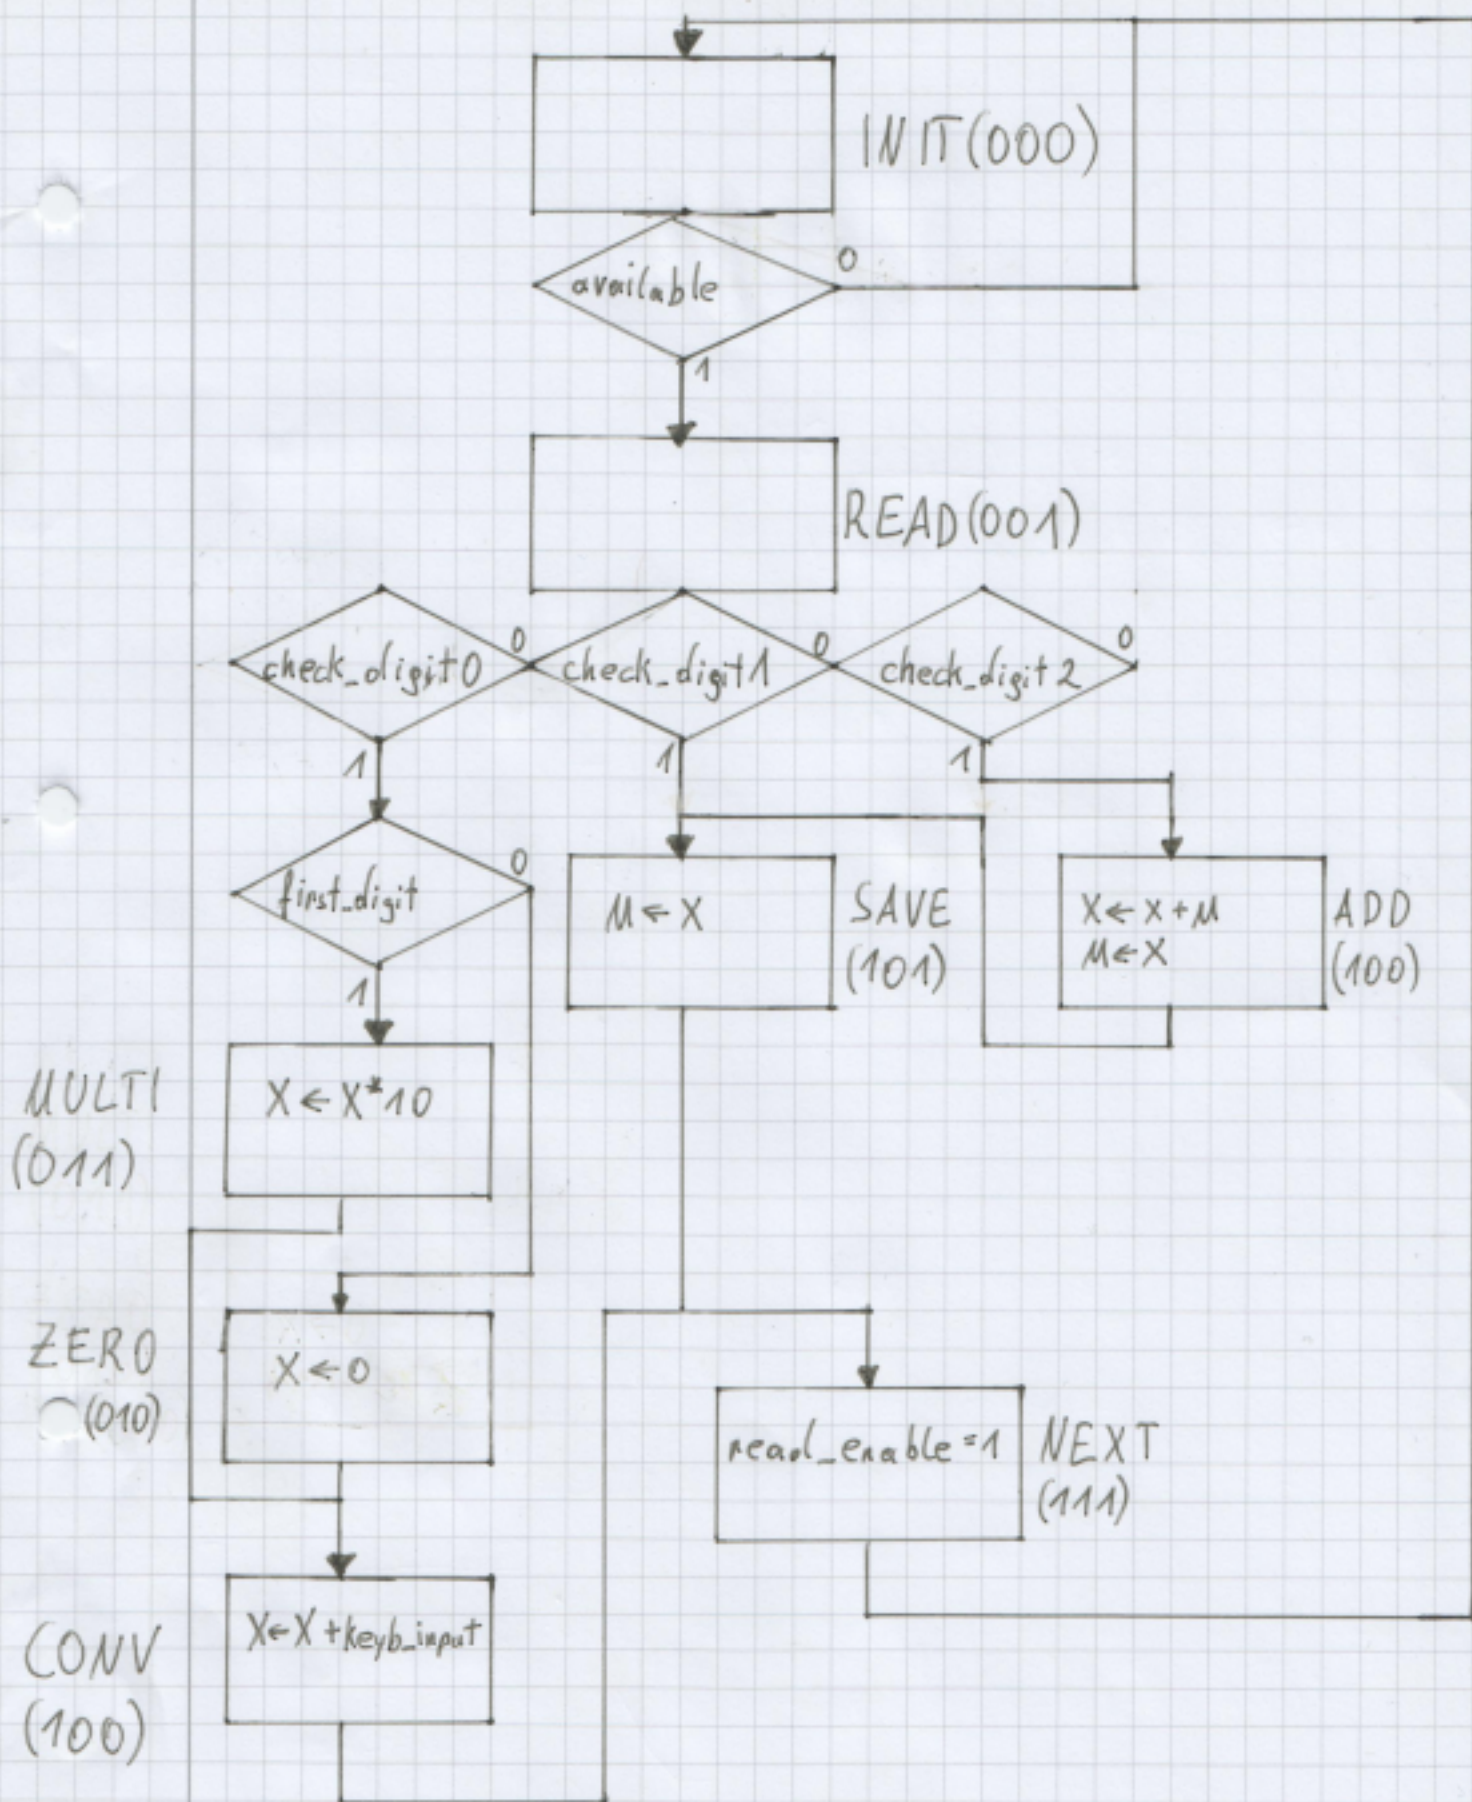 INIT(000)
0
available
1
READ(001)
0
0
0
check_digit0
check_digit1
check_digit2
1
1
1
first_digit
0
1
M←X
SAVE
(101)
X←X+M
M←X
ADD
(100)
MULTI
(011)
X←X*10
ZERO
(010)
X←0
read_enable=1
NEXT
(111)
CONV
(100)
X←X+keyb_input